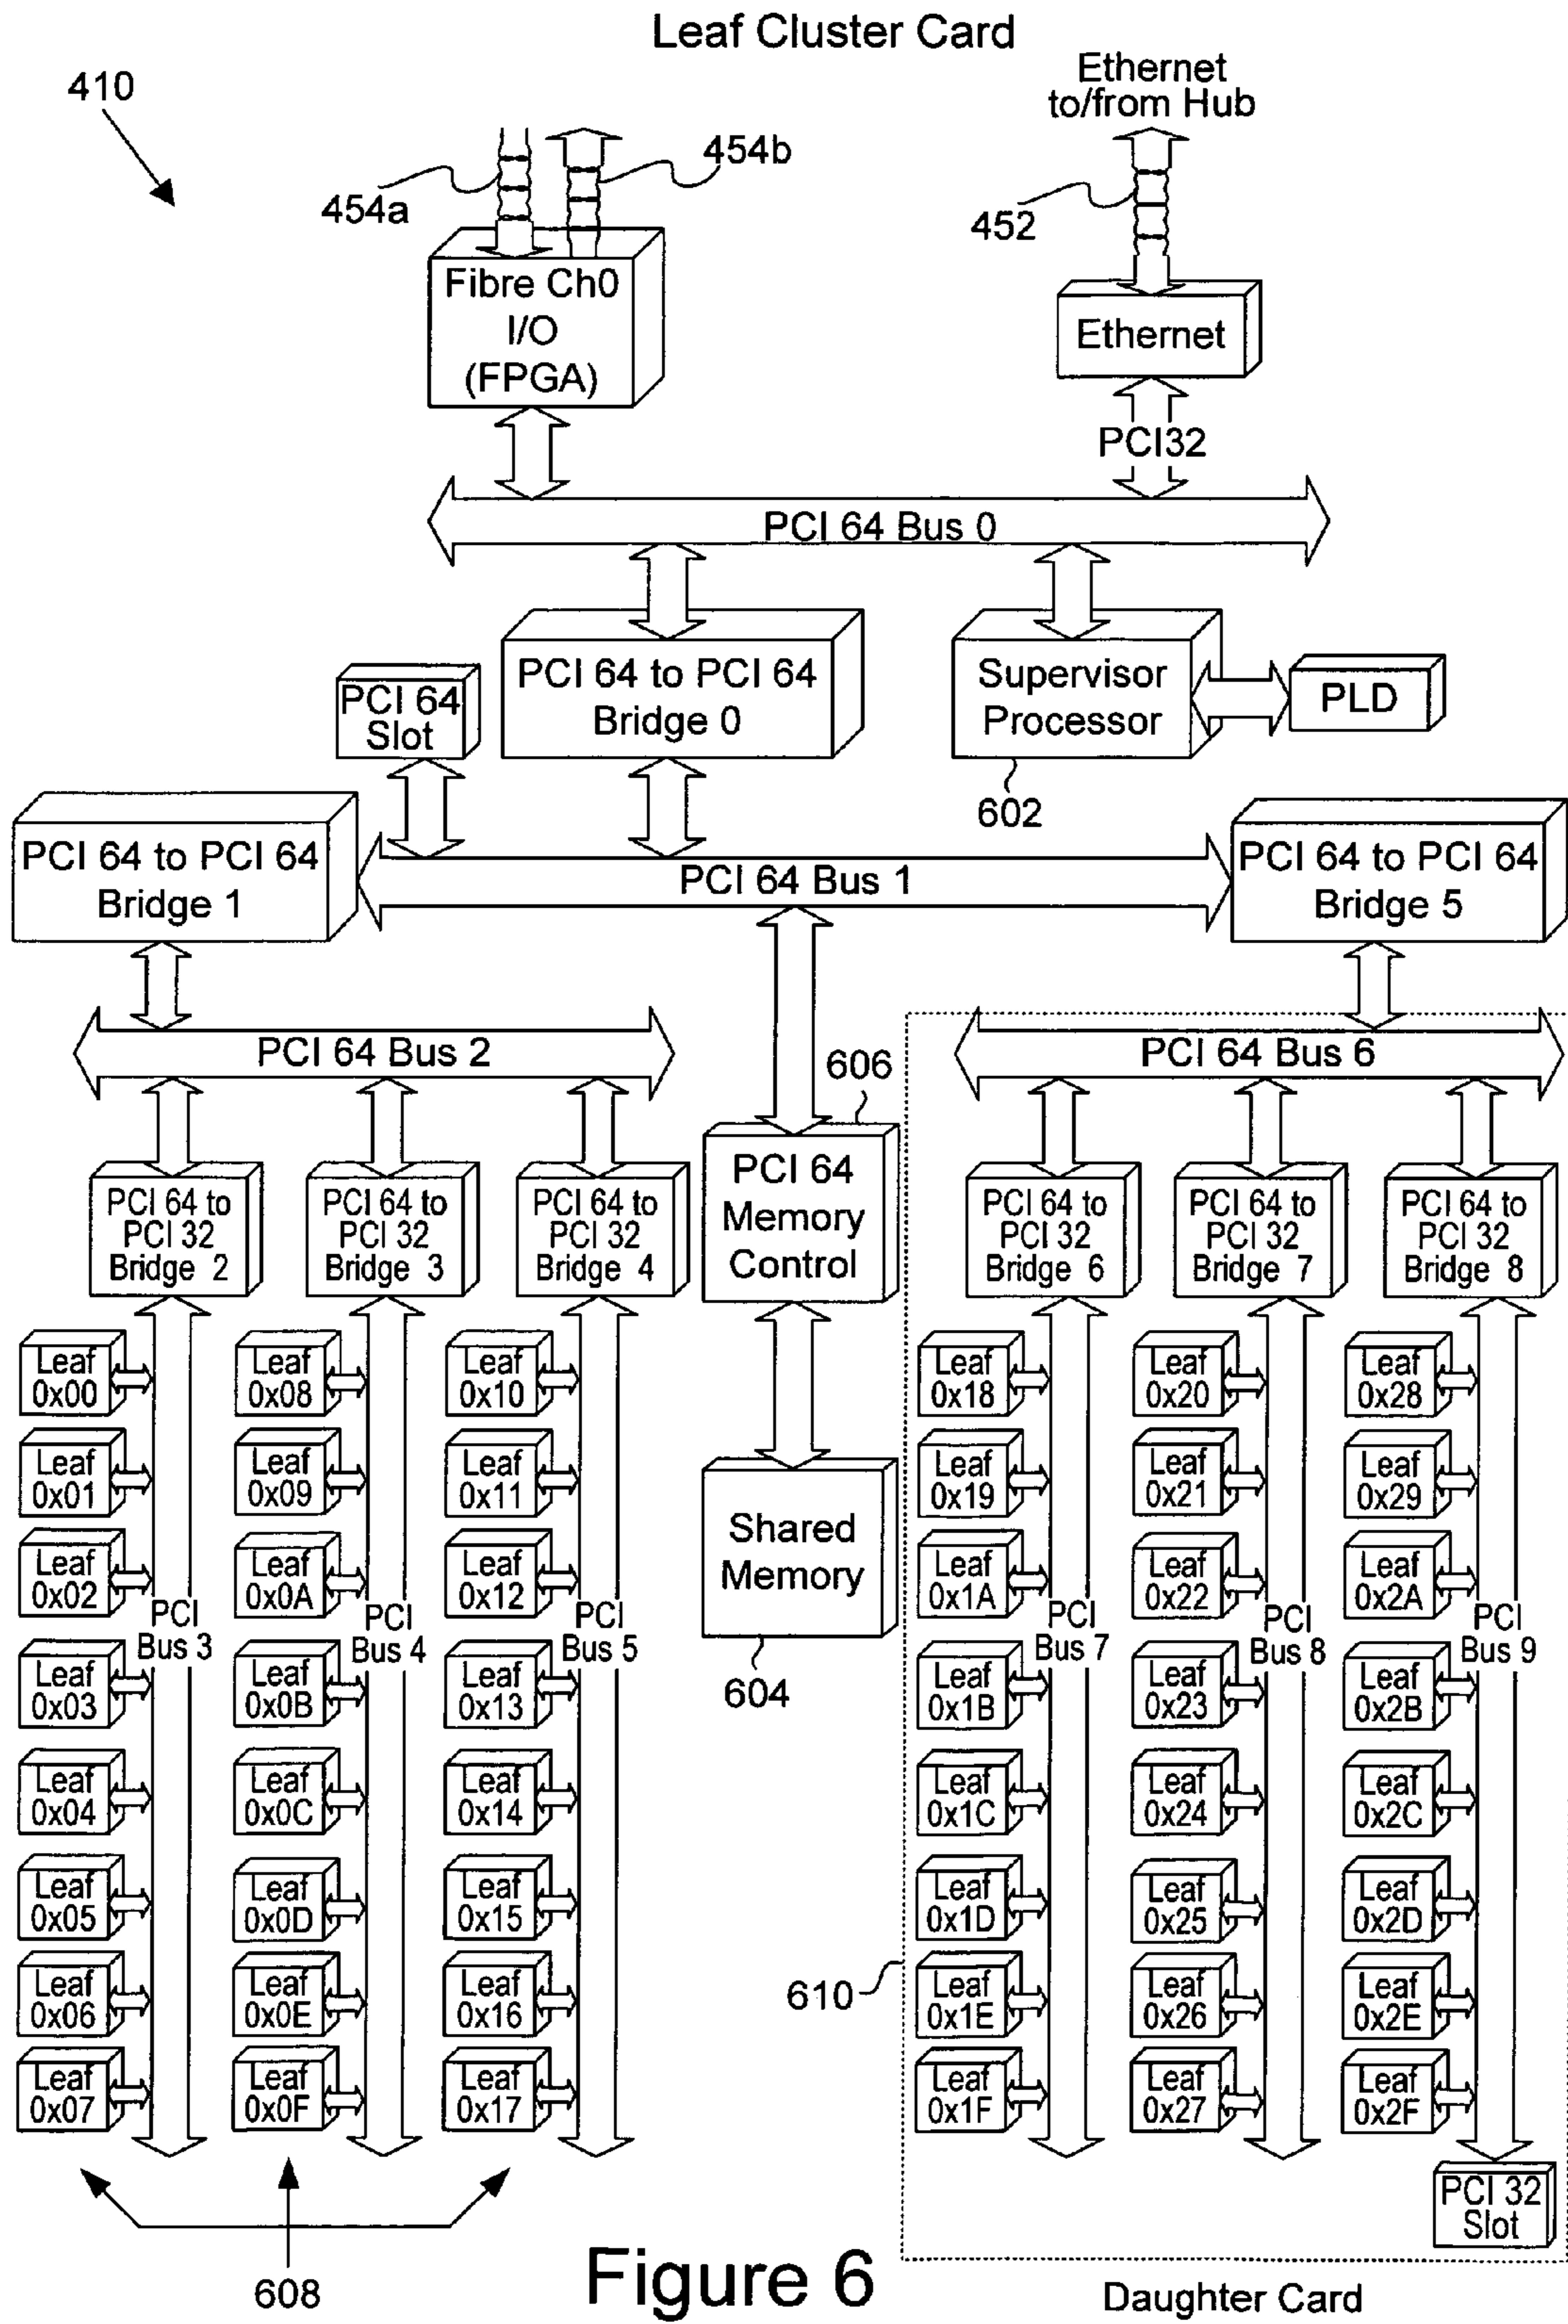 Leaf Cluster Card
410
Ethernet
to/from Hub
454a
454b
452
Fibre Ch0
I/O
(FPGA)
Ethernet
PCI32
PCI 64 Bus 0
PCI 64 Slot
PCI 64 to PCI 64
Bridge 0
Supervisor
Processor
PLD
602
PCI 64 to PCI 64
Bridge 1
PCI 64 Bus 1
PCI 64 to PCI 64
Bridge 5
PCI 64 Bus 2
PCI 64 Bus 6
606
PCI 64 to
PCI 32
Bridge 2
PCI 64 to
PCI 32
Bridge 3
PCI 64 to
PCI 32
Bridge 4
PCI 64
Memory
Control
PCI 64 to
PCI 32
Bridge 6
PCI 64 to
PCI 32
Bridge 7
PCI 64 to
PCI 32
Bridge 8
Leaf
0x00
Leaf
0x01
Leaf
0x02
Leaf
0x03
Leaf
0x04
Leaf
0x05
Leaf
0x06
Leaf
0x07
PCI
Bus 3
Leaf
0x08
Leaf
0x09
Leaf
0x0A
Leaf
0x0B
Leaf
0x0C
Leaf
0x0D
Leaf
0x0E
Leaf
0x0F
PCI
Bus 4
Leaf
0x10
Leaf
0x11
Leaf
0x12
Leaf
0x13
Leaf
0x14
Leaf
0x15
Leaf
0x16
Leaf
0x17
PCI
Bus 5
Shared
Memory
604
Leaf
0x18
Leaf
0x19
Leaf
0x1A
Leaf
0x1B
Leaf
0x1C
Leaf
0x1D
Leaf
0x1E
Leaf
0x1F
PCI
Bus 7
Leaf
0x20
Leaf
0x21
Leaf
0x22
Leaf
0x23
Leaf
0x24
Leaf
0x25
Leaf
0x26
Leaf
0x27
PCI
Bus 8
Leaf
0x28
Leaf
0x29
Leaf
0x2A
Leaf
0x2B
Leaf
0x2C
Leaf
0x2D
Leaf
0x2E
Leaf
0x2F
PCI
Bus 9
610
PCI 32
Slot
608
Figure 6
Daughter Card